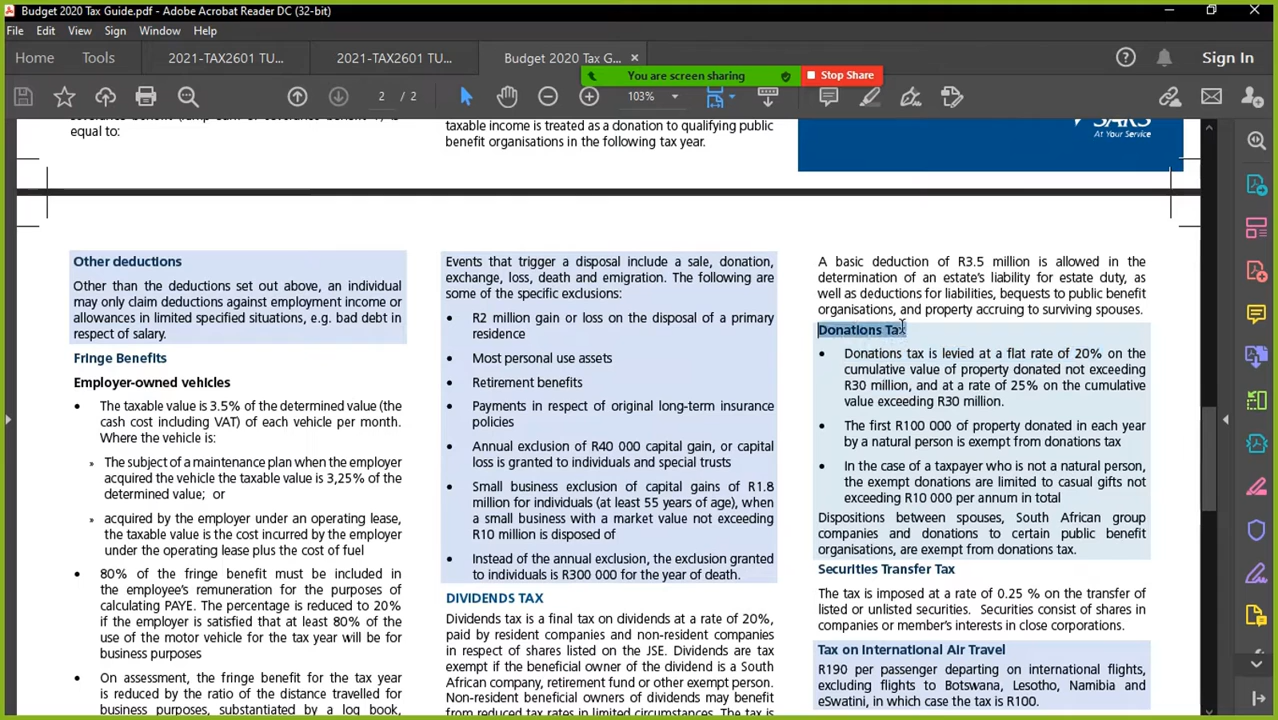 Budget 2020 Tax Guide.pdf - Adobe Acrobat Reader DC (32-bit)
File Edit View Sign Window Help
Home Tools 2021-TAX2601 TU... 2021-TAX2601 TU... Budget 2020 Tax G... Sign In
You are screen sharing Stop Share
2 / 2 103%
equal to:
taxable income is treated as a donation to qualifying public
benefit organisations in the following tax year.
SARS
At Your Service
Other deductions
Other than the deductions set out above, an individual
may only claim deductions against employment income or
allowances in limited specified situations, e.g. bad debt in
respect of salary.
Fringe Benefits
Employer-owned vehicles
• The taxable value is 3.5% of the determined value (the
cash cost including VAT) of each vehicle per month.
Where the vehicle is:
» The subject of a maintenance plan when the employer
acquired the vehicle the taxable value is 3,25% of the
determined value; or
» acquired by the employer under an operating lease,
the taxable value is the cost incurred by the employer
under the operating lease plus the cost of fuel
• 80% of the fringe benefit must be included in
the employee's remuneration for the purposes of
calculating PAYE. The percentage is reduced to 20%
if the employer is satisfied that at least 80% of the
use of the motor vehicle for the tax year will be for
business purposes
• On assessment, the fringe benefit for the tax year
is reduced by the ratio of the distance travelled for
business purposes, substantiated by a log book,
Events that trigger a disposal include a sale, donation,
exchange, loss, death and emigration. The following are
some of the specific exclusions:
• R2 million gain or loss on the disposal of a primary
residence
• Most personal use assets
• Retirement benefits
• Payments in respect of original long-term insurance
policies
• Annual exclusion of R40 000 capital gain, or capital
loss is granted to individuals and special trusts
• Small business exclusion of capital gains of R1.8
million for individuals (at least 55 years of age), when
a small business with a market value not exceeding
R10 million is disposed of
• Instead of the annual exclusion, the exclusion granted
to individuals is R300 000 for the year of death.
DIVIDENDS TAX
Dividends tax is a final tax on dividends at a rate of 20%,
paid by resident companies and non-resident companies
in respect of shares listed on the JSE. Dividends are tax
exempt if the beneficial owner of the dividend is a South
African company, retirement fund or other exempt person.
Non-resident beneficial owners of dividends may benefit
from reduced tax rates in limited circumstances. The tax is
A basic deduction of R3.5 million is allowed in the
determination of an estate's liability for estate duty, as
well as deductions for liabilities, bequests to public benefit
organisations, and property accruing to surviving spouses.
Donations Tax
• Donations tax is levied at a flat rate of 20% on the
cumulative value of property donated not exceeding
R30 million, and at a rate of 25% on the cumulative
value exceeding R30 million.
• The first R100 000 of property donated in each year
by a natural person is exempt from donations tax
• In the case of a taxpayer who is not a natural person,
the exempt donations are limited to casual gifts not
exceeding R10 000 per annum in total
Dispositions between spouses, South African group
companies and donations to certain public benefit
organisations, are exempt from donations tax.
Securities Transfer Tax
The tax is imposed at a rate of 0.25 % on the transfer of
listed or unlisted securities. Securities consist of shares in
companies or member's interests in close corporations.
Tax on International Air Travel
R190 per passenger departing on international flights,
excluding flights to Botswana, Lesotho, Namibia and
eSwatini, in which case the tax is R100.